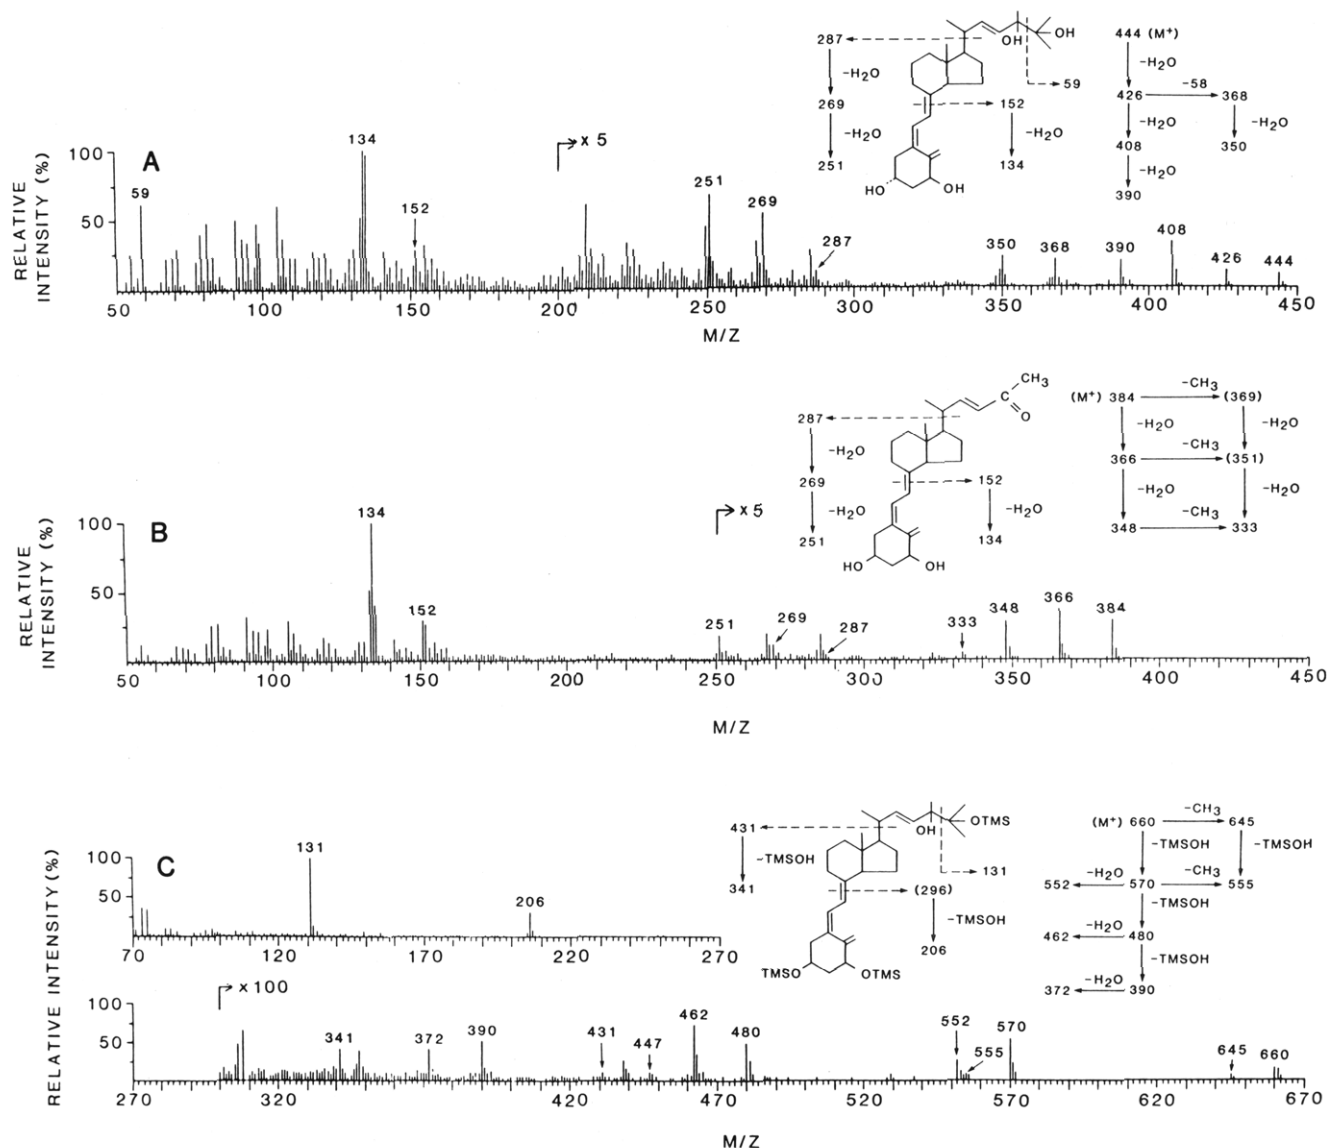 A
RELATIVE
INTENSITY (%)
100
50
59
134
152
x 5
251
269
287
350
368
390
408
426
444
50 100 150 200 250 300 350 400 450
M/Z
287
-H₂O
269
-H₂O
251
OH
OH
59
152
-H₂O
134
HO
OH
444 (M⁺)
-H₂O
426 -58 368
-H₂O -H₂O
408 350
-H₂O
390
B
RELATIVE
INTENSITY (%)
100
50
134
152
x 5
251
269
287
333
348
366
384
50 100 150 200 250 300 350 400 450
M/Z
287
-H₂O
269
-H₂O
251
CH₃
C
O
152
-H₂O
134
HO
OH
(M⁺) 384 -CH₃ (369)
-H₂O -H₂O
366 -CH₃ (351)
-H₂O -H₂O
348 -CH₃ 333
C
RELATIVE INTENSITY (%)
100
50
131
206
70 120 170 220 270
x 100
100
50
341
372
390
431
447
462
480
552
555
570
645
660
270 320 370 420 470 520 570 620 670
M/Z
431
-TMSOH
341
OTMS
OH
131
(296)
-TMSOH
206
TMSO
OTMS
(M⁺) 660 -CH₃ 645
-TMSOH -TMSOH
552 -H₂O 570 -CH₃ 555
-TMSOH
462 -H₂O 480
-TMSOH
372 -H₂O 390